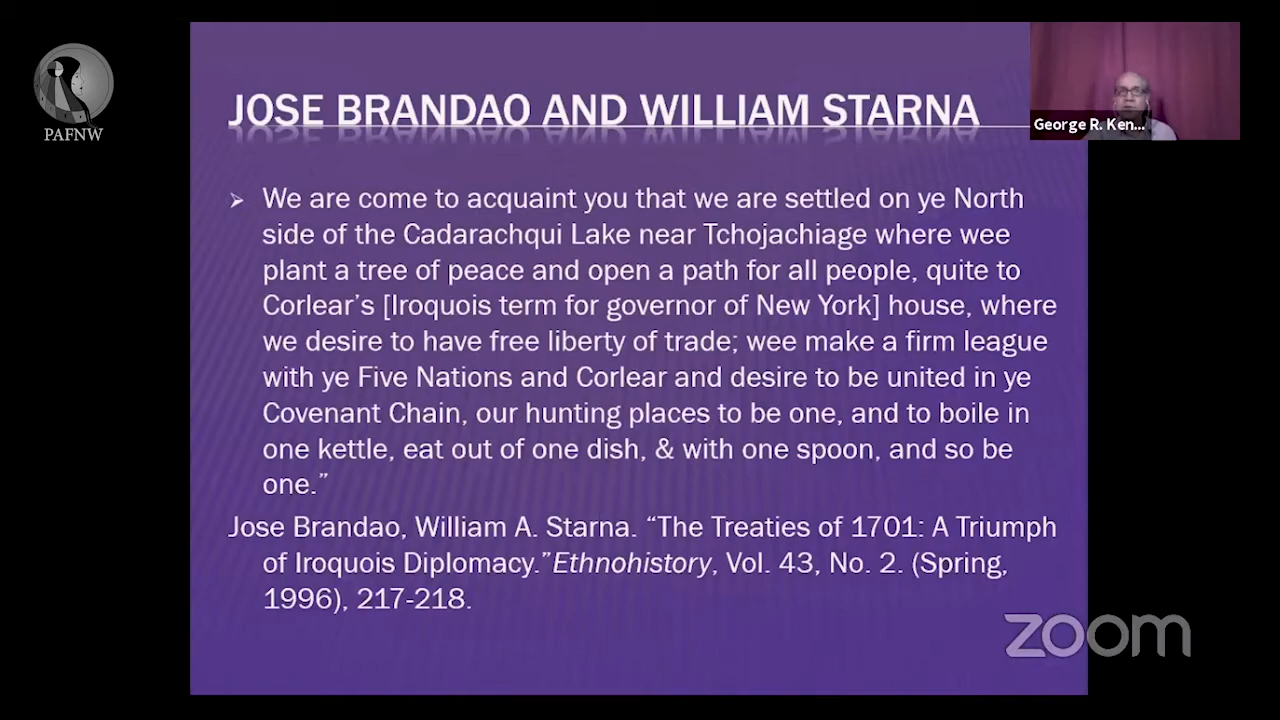 PAFNW
JOSE BRANDAO AND WILLIAM STARNA
George R. Ken...
We are come to acquaint you that we are settled on ye North
side of the Cadarachqui Lake near Tchojachiage where wee
plant a tree of peace and open a path for all people, quite to
Corlear’s [Iroquois term for governor of New York] house, where
we desire to have free liberty of trade; wee make a firm league
with ye Five Nations and Corlear and desire to be united in ye
Covenant Chain, our hunting places to be one, and to boile in
one kettle, eat out of one dish, & with one spoon, and so be
one.”
Jose Brandao, William A. Starna. “The Treaties of 1701: A Triumph
of Iroquois Diplomacy.”Ethnohistory, Vol. 43, No. 2. (Spring,
1996), 217-218.
zoom